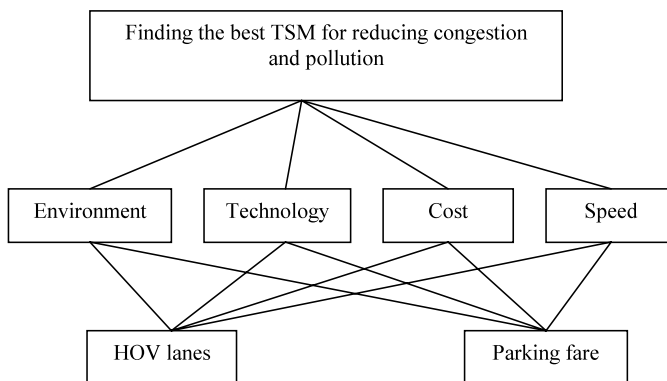 Finding the best TSM for reducing congestion
and pollution
Environment
Technology
Cost
Speed
HOV lanes
Parking fare